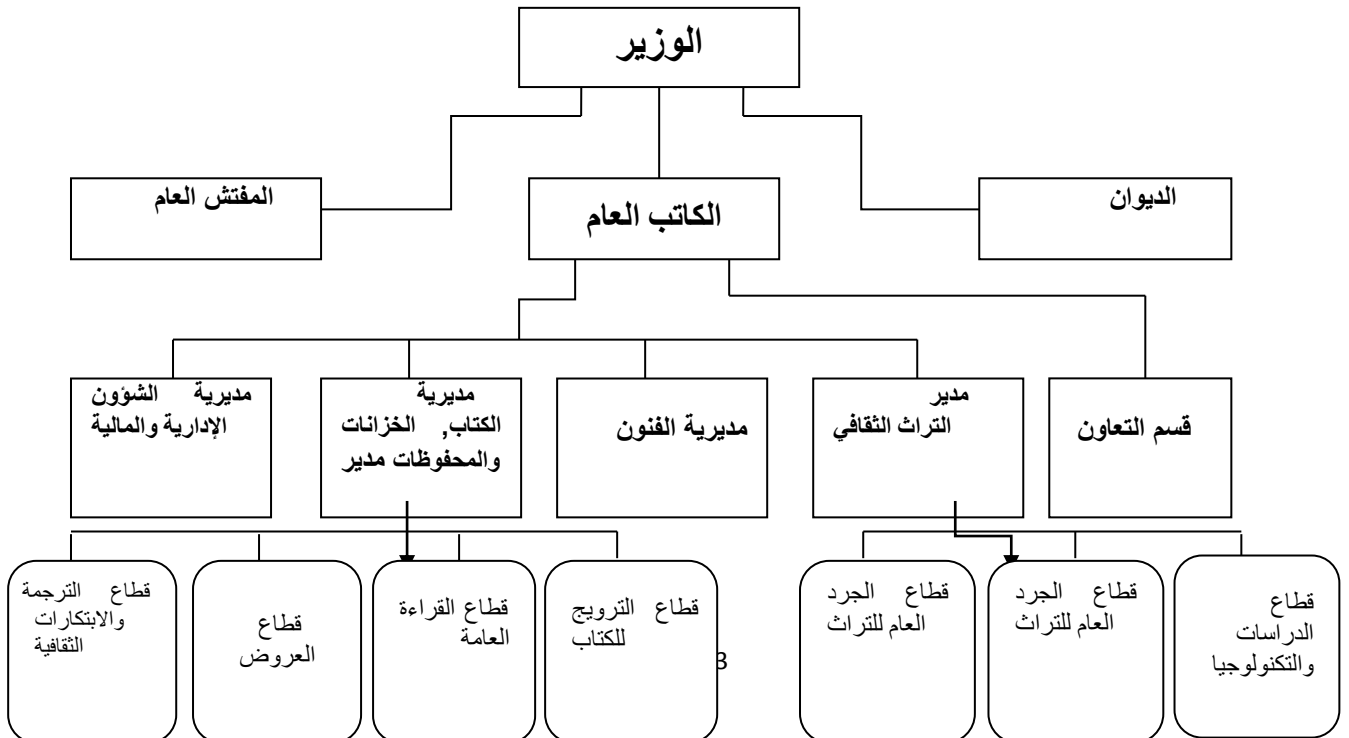 الوزير
الديوان
الكاتب العام
المفتش العام
قسم التعاون
مدير
التراث الثقافي
مديرية الفنون
مديرية
الكتاب, الخزانات
والمحفوظات مدير
مديرية الشؤون
الإدارية والمالية
قطاع
الدراسات
والتكنولوجيا
قطاع الجرد
العام للتراث
قطاع الجرد
العام للتراث
قطاع الترويج
للكتاب
قطاع القراءة
العامة
قطاع
العروض
قطاع الترجمة
والابتكارات
الثقافية
3